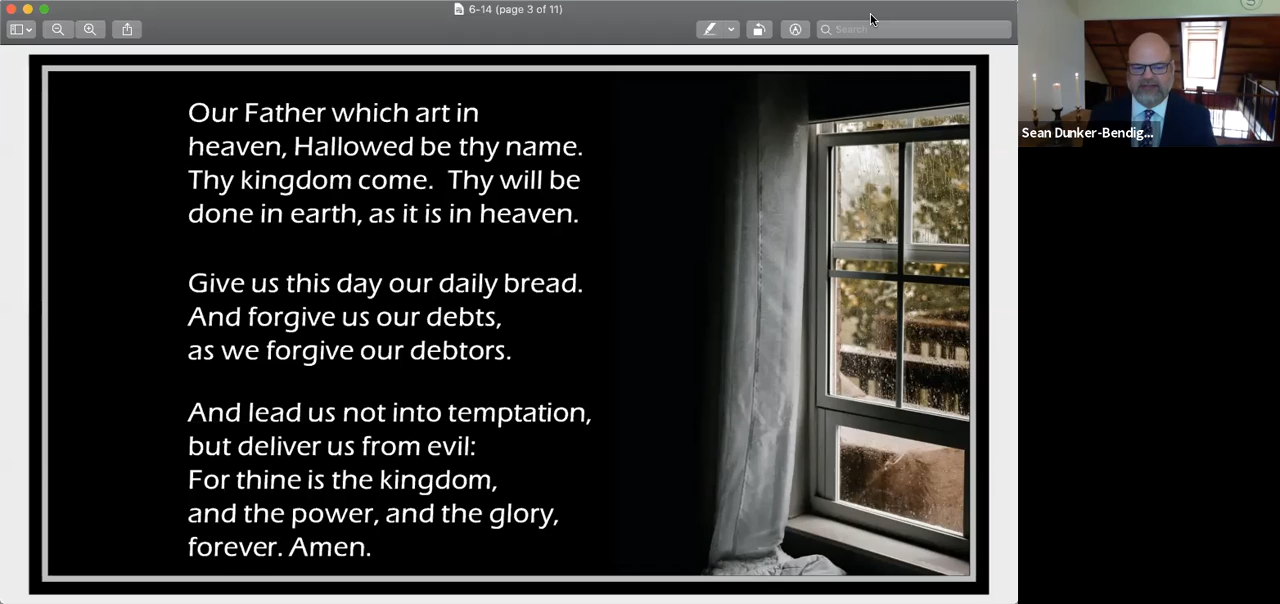 6-14 (page 3 of 11)
Search
Our Father which art in
heaven, Hallowed be thy name.
Thy kingdom come. Thy will be
done in earth, as it is in heaven.
Give us this day our daily bread.
And forgive us our debts,
as we forgive our debtors.
And lead us not into temptation,
but deliver us from evil:
For thine is the kingdom,
and the power, and the glory,
forever. Amen.
Sean Dunker-Bendig...